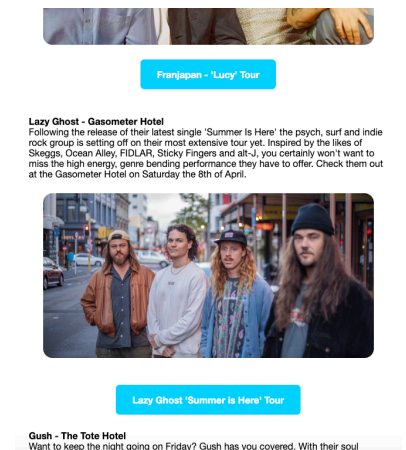 Franjapan - 'Lucy' Tour
Lazy Ghost - Gasometer Hotel
Following the release of their latest single 'Summer Is Here' the psych, surf and indie
rock group is setting off on their most extensive tour yet. Inspired by the likes of
Skeggs, Ocean Alley, FIDLAR, Sticky Fingers and alt-J, you certainly won't want to
miss the high energy, genre bending performance they have to offer. Check them out
at the Gasometer Hotel on Saturday the 8th of April.
Lazy Ghost 'Summer is Here' Tour
Gush - The Tote Hotel
Want to keep the night going on Friday? Gush has you covered. With their soul